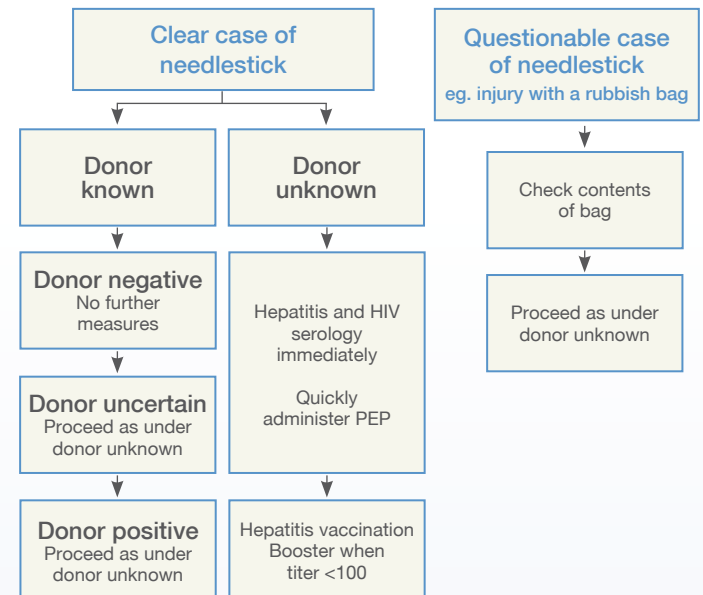 Clear case of
needlestick
Donor
known
Donor negative
No further
measures
Donor uncertain
Proceed as under
donor unknown
Donor positive
Proceed as under
donor unknown
Donor
unknown
Hepatitis and HIV
serology
immediately
Quickly
administer PEP
Hepatitis vaccination
Booster when
titer <100
Questionable case
of needlestick
eg. injury with a rubbish bag
Check contents
of bag
Proceed as under
donor unknown